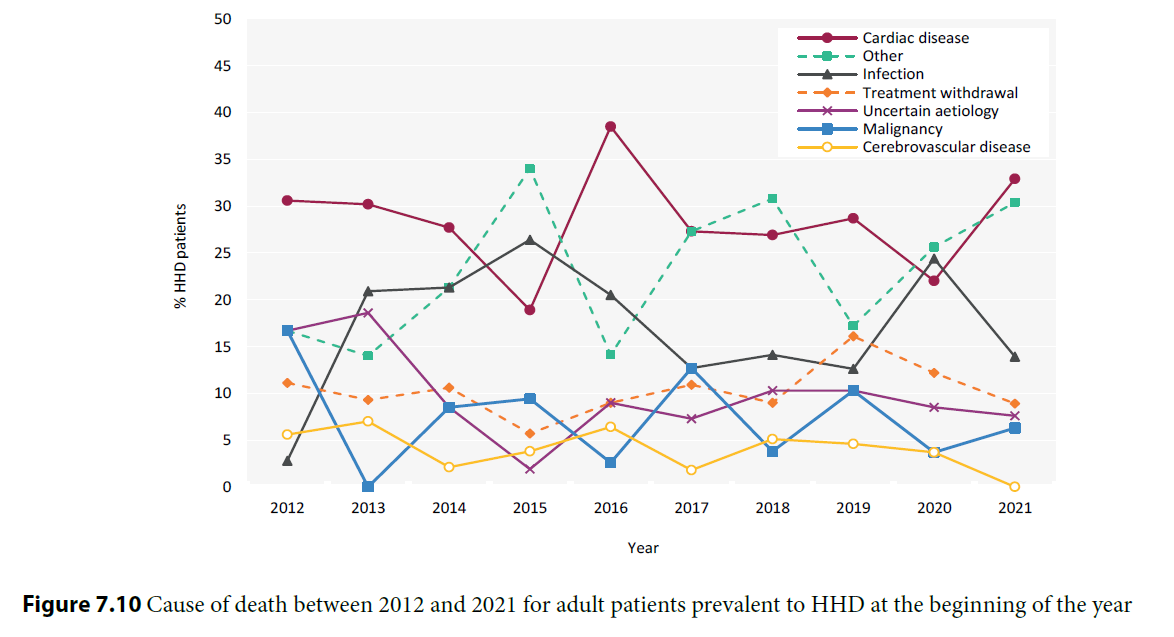 50
45
40
35
30
25
20
15
10
5
0
% HHD patients
Cardiac disease
Other
Infection
Treatment withdrawal
Uncertain aetiology
Malignancy
Cerebrovascular disease
2012 2013 2014 2015 2016 2017 2018 2019 2020 2021
Year
Figure 7.10 Cause of death between 2012 and 2021 for adult patients prevalent to HHD at the beginning of the year